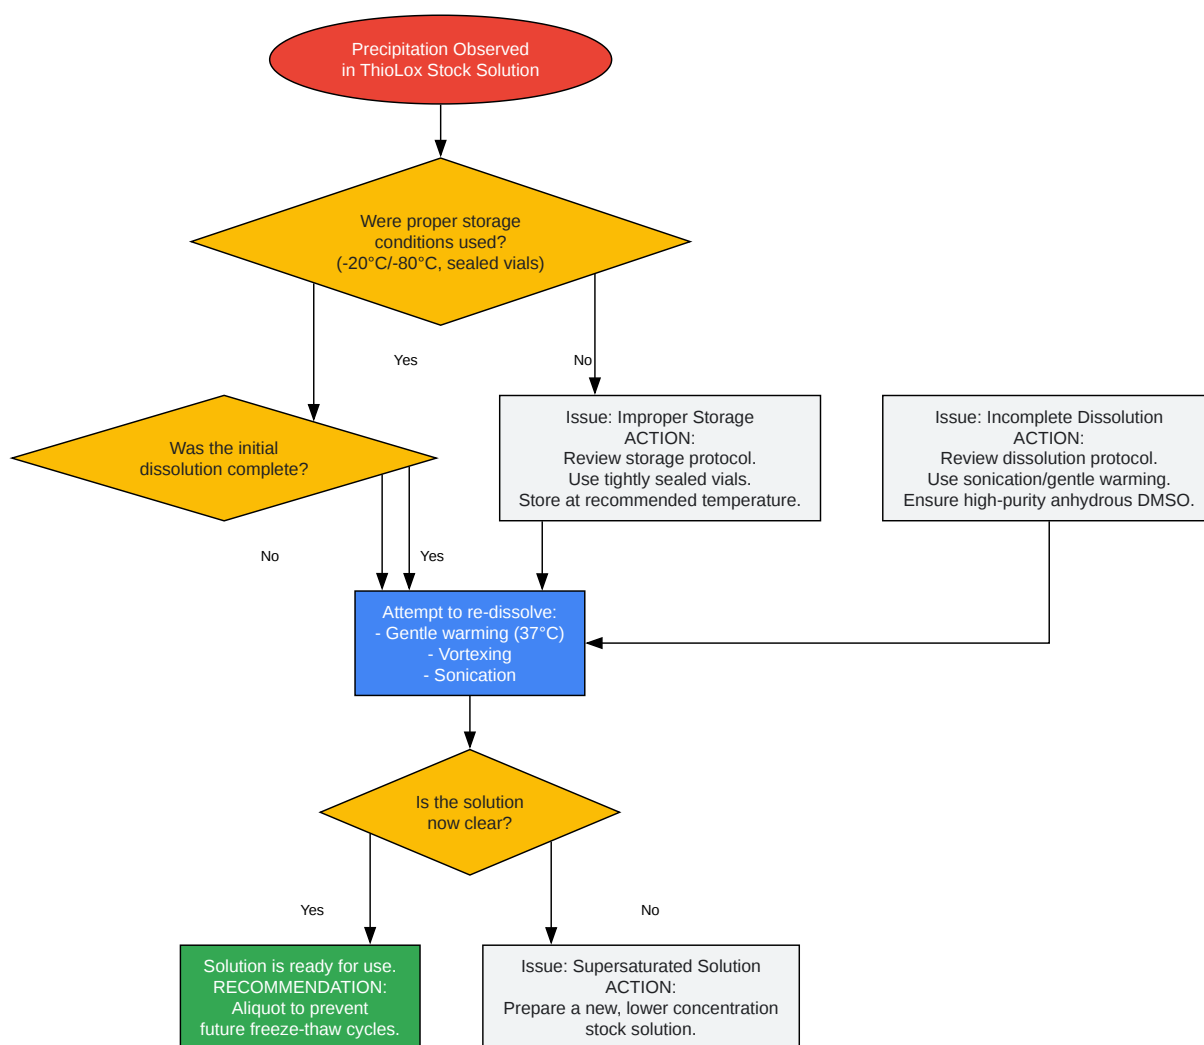 Precipitation Observed
in ThioLox Stock Solution
Were proper storage
conditions used?
(-20°C/-80°C, sealed vials)
Yes
No
Was the initial
dissolution complete?
Issue: Improper Storage
ACTION:
Review storage protocol.
Use tightly sealed vials.
Store at recommended temperature.
Issue: Incomplete Dissolution
ACTION:
Review dissolution protocol.
Use sonication/gentle warming.
Ensure high-purity anhydrous DMSO.
No
Yes
Attempt to re-dissolve:
- Gentle warming (37°C)
- Vortexing
- Sonication
Is the solution
now clear?
Yes
No
Solution is ready for use.
RECOMMENDATION:
Aliquot to prevent
future freeze-thaw cycles.
Issue: Supersaturated Solution
ACTION:
Prepare a new, lower concentration
stock solution.